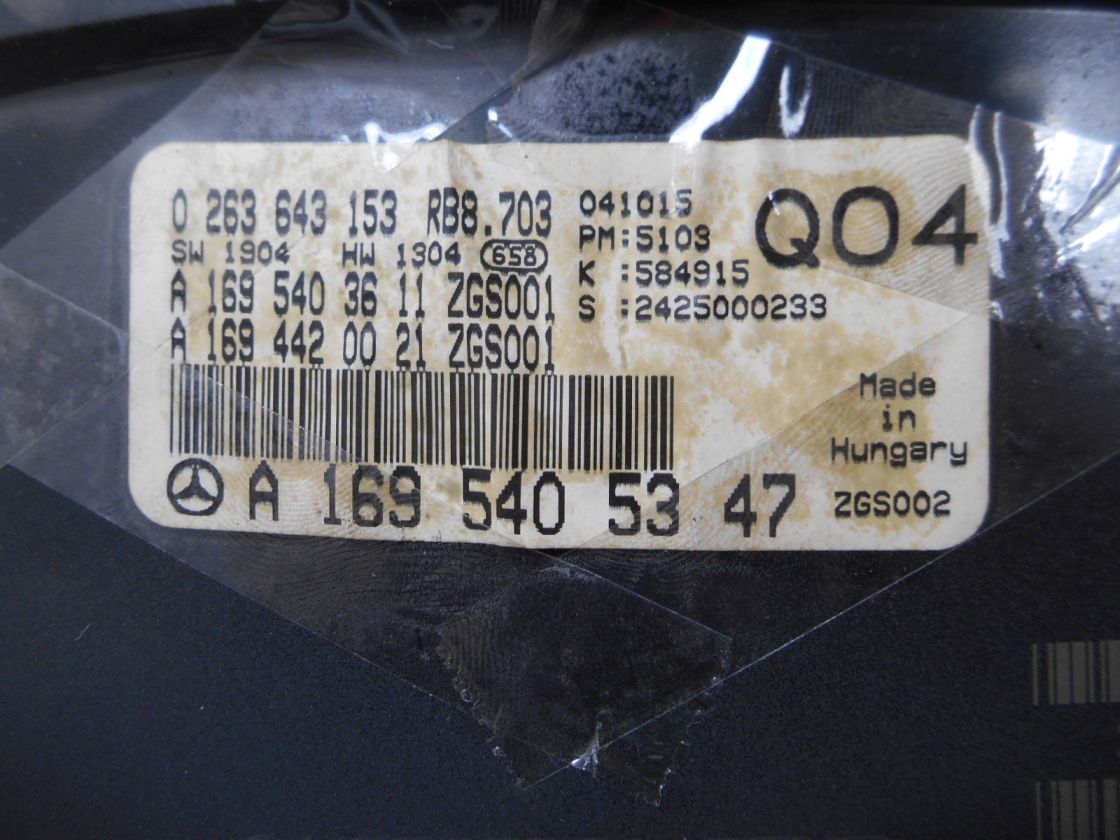 0 263 643 153 RB8.703
SW 1904 HW 1304 658
A 169 540 36 11 ZGS001
A 169 442 00 21 ZGS001
041015
PM:5103
K :584915
S :2425000233
Q04
Made
in
Hungary
A 169 540 53 47
ZGS002